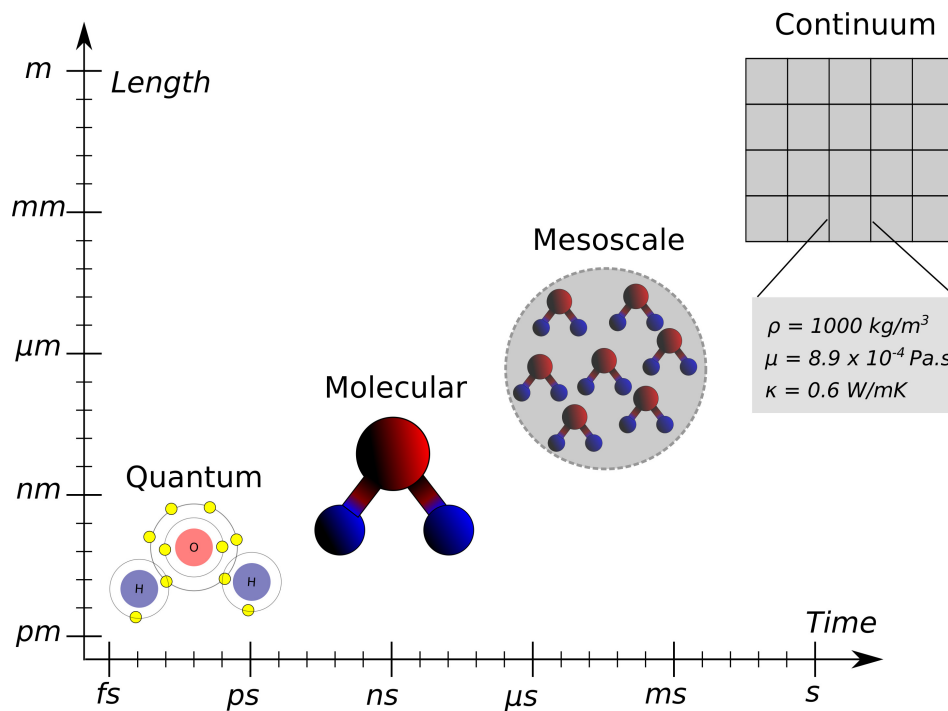 Continuum
m
Length
mm
Mesoscale
μm
ρ = 1000 kg/m³
μ = 8.9 x 10⁻⁴ Pa.s
κ = 0.6 W/mK
Molecular
Quantum
nm
O
H
H
pm
Time
fs
ps
ns
μs
ms
s